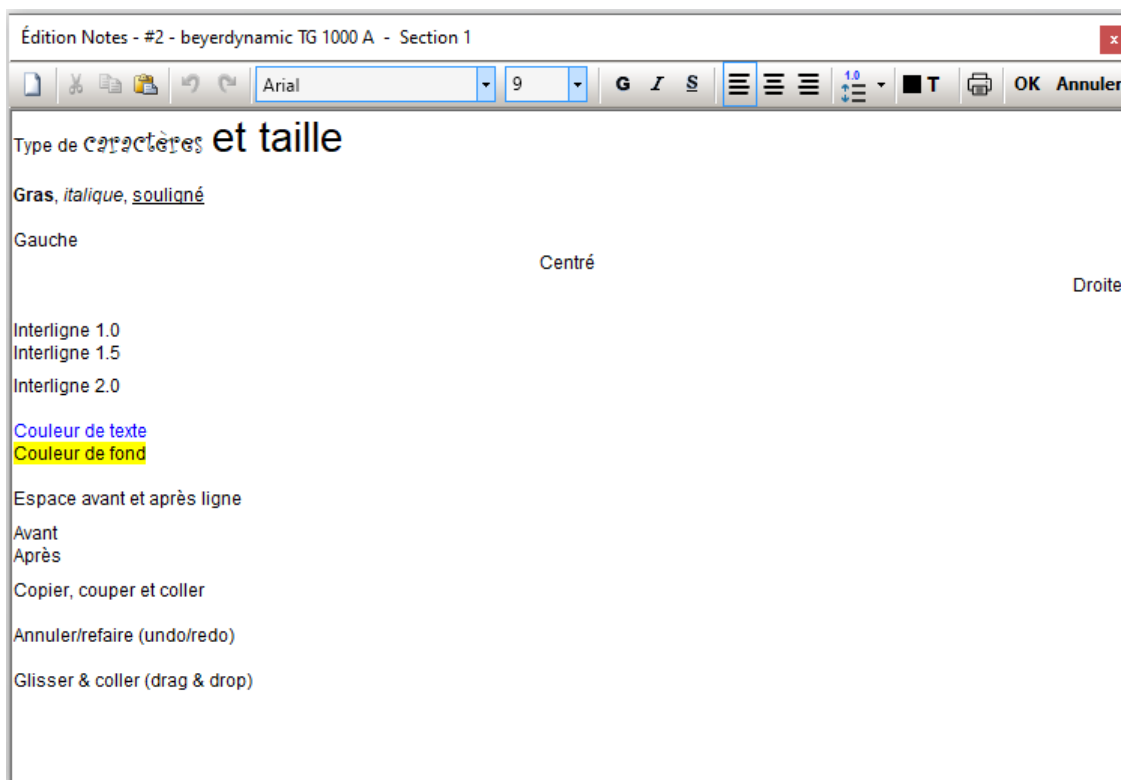 Édition Notes - #2 - beyerdynamic TG 1000 A - Section 1
x
Arial 9 G I S 1.0 T OK Annuler
Type de caractères et taille
Gras, italique, souligné
Gauche
Centré
Droite
Interligne 1.0
Interligne 1.5
Interligne 2.0
Couleur de texte
Couleur de fond
Espace avant et après ligne
Avant
Après
Copier, couper et coller
Annuler/refaire (undo/redo)
Glisser & coller (drag & drop)